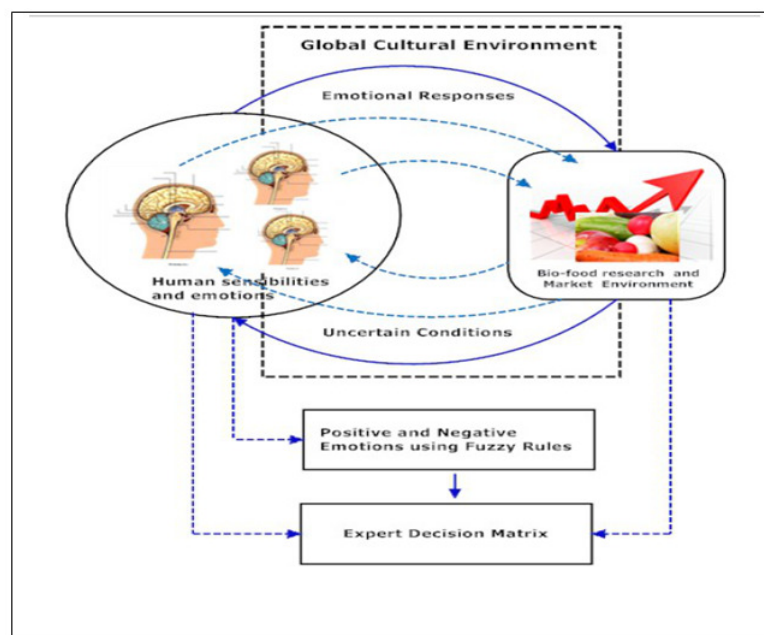 Global Cultural Environment
Emotional Responses
Human sensibilities
and emotions
Bio-food research and
Market Environment
Uncertain Conditions
Positive and Negative
Emotions using Fuzzy Rules
Expert Decision Matrix